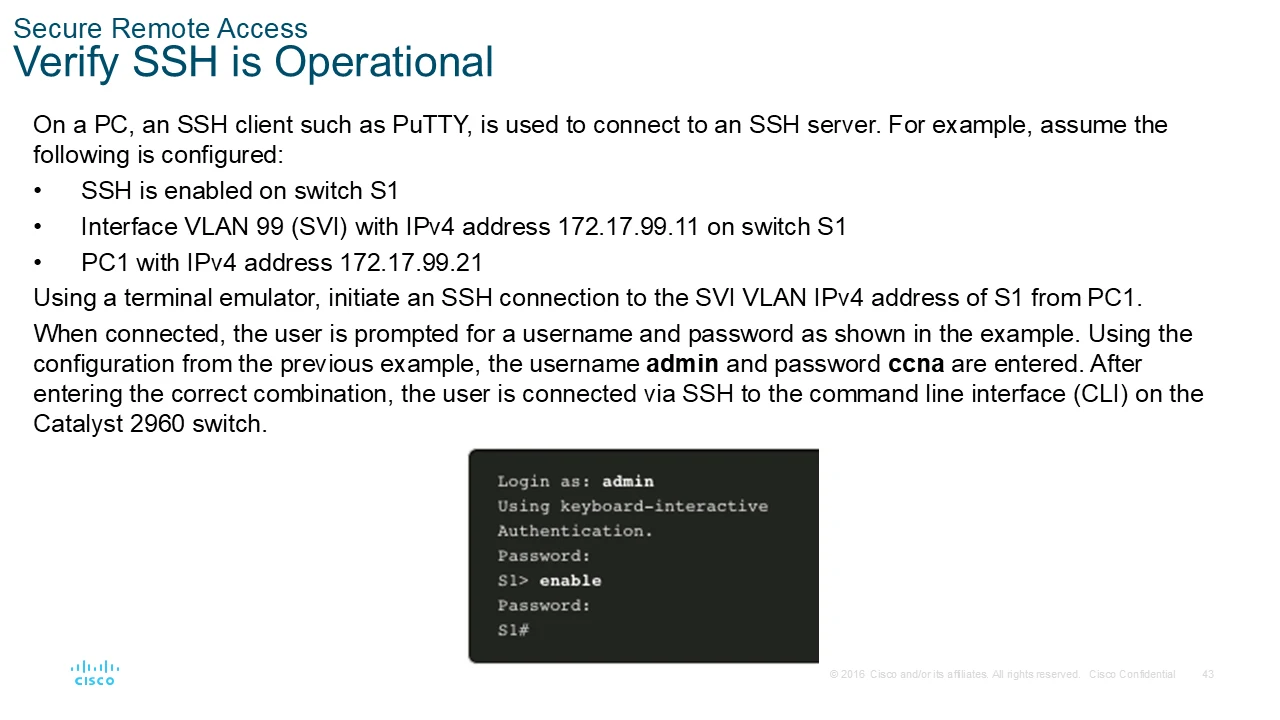 Secure Remote Access
Verify SSH is Operational
On a PC, an SSH client such as PuTTY, is used to connect to an SSH server. For example, assume the
following is configured:
• SSH is enabled on switch S1
• Interface VLAN 99 (SVI) with IPv4 address 172.17.99.11 on switch S1
• PC1 with IPv4 address 172.17.99.21
Using a terminal emulator, initiate an SSH connection to the SVI VLAN IPv4 address of S1 from PC1.
When connected, the user is prompted for a username and password as shown in the example. Using the
configuration from the previous example, the username admin and password ccna are entered. After
entering the correct combination, the user is connected via SSH to the command line interface (CLI) on the
Catalyst 2960 switch.
Login as: admin
Using keyboard-interactive
Authentication.
Password:
S1> enable
Password:
S1#
CISCO
© 2016 Cisco and/or its affiliates. All rights reserved. Cisco Confidential 43